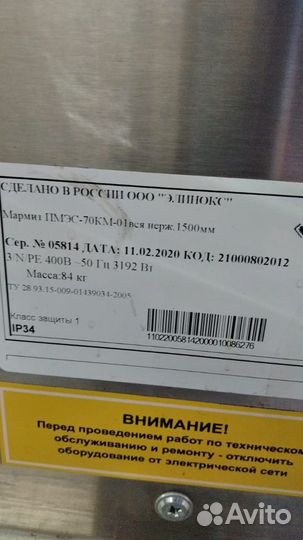 СДЕЛАНО В РОССИИ ООО "ЭЛИНОКС"
Мармит ПМЭС-70КМ-01вся нерж.1500мм
Сер. № 05814 ДАТА: 11.02.2020 КОД: 21000802012
3/N/PE 400В ~50 Гц 3192 Вт
Масса:84 кг
ТУ 28.93.15-009-01439034-2005
Класс защиты 1
IP34
110220058142000010086276
ВНИМАНИЕ!
Перед проведением работ по техническом
обслуживанию и ремонту - отключить
оборудование от электрической сети
Avito